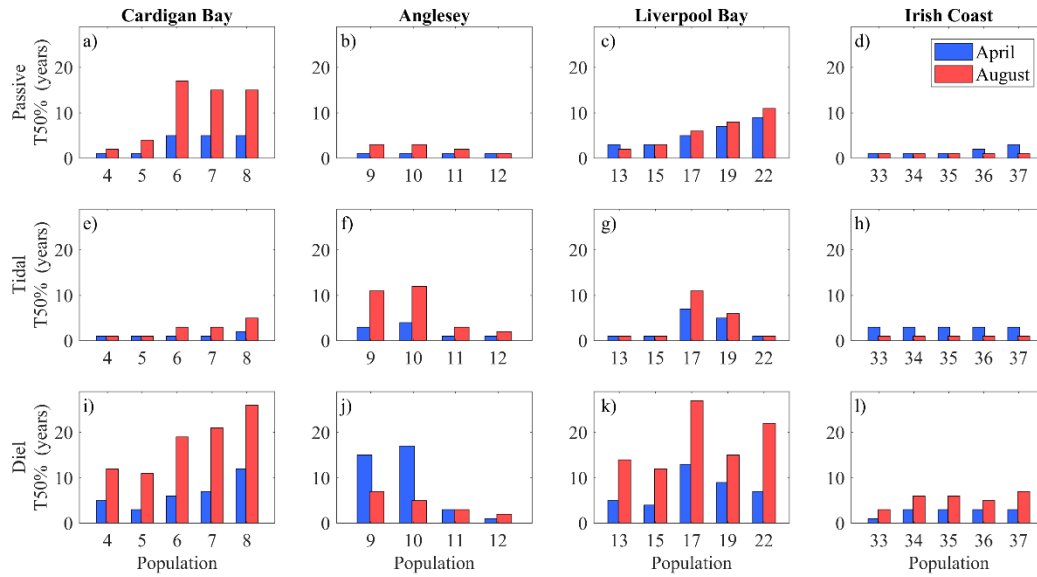 Cardigan Bay Anglesey Liverpool Bay Irish Coast
a) b) c) d)
April
August
Passive
T50% (years)
20
10
0
4 5 6 7 8
20
10
0
9 10 11 12
20
10
0
13 15 17 19 22
20
10
0
33 34 35 36 37
e) f) g) h)
Tidal
T50% (years)
20
10
0
4 5 6 7 8
20
10
0
9 10 11 12
20
10
0
13 15 17 19 22
20
10
0
33 34 35 36 37
i) j) k) l)
Diel
T50% (years)
20
10
0
4 5 6 7 8
Population
20
10
0
9 10 11 12
Population
20
10
0
13 15 17 19 22
Population
20
10
0
33 34 35 36 37
Population